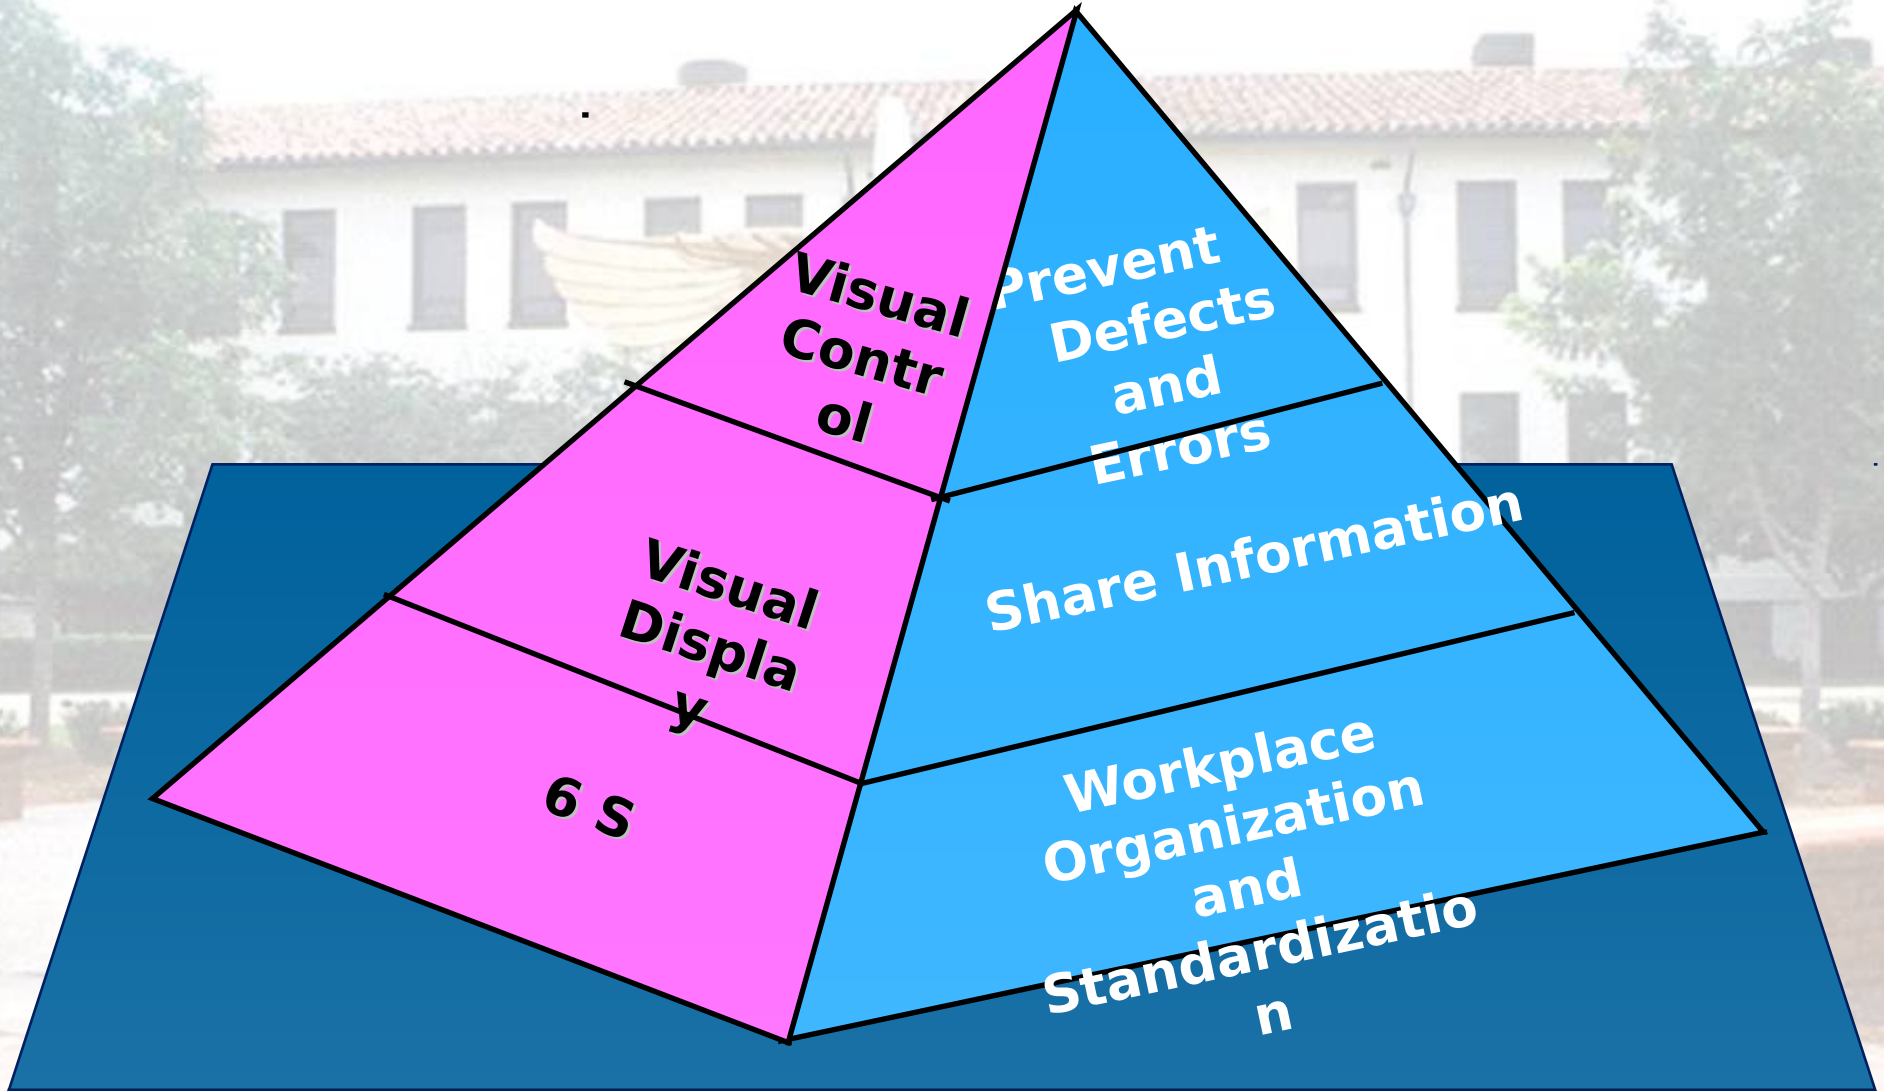 Visual
Contr
ol
Prevent
Defects
and
Errors
Visual
Displa
y
Share Information
6 S
Workplace
Organization
and
Standardizatio
n